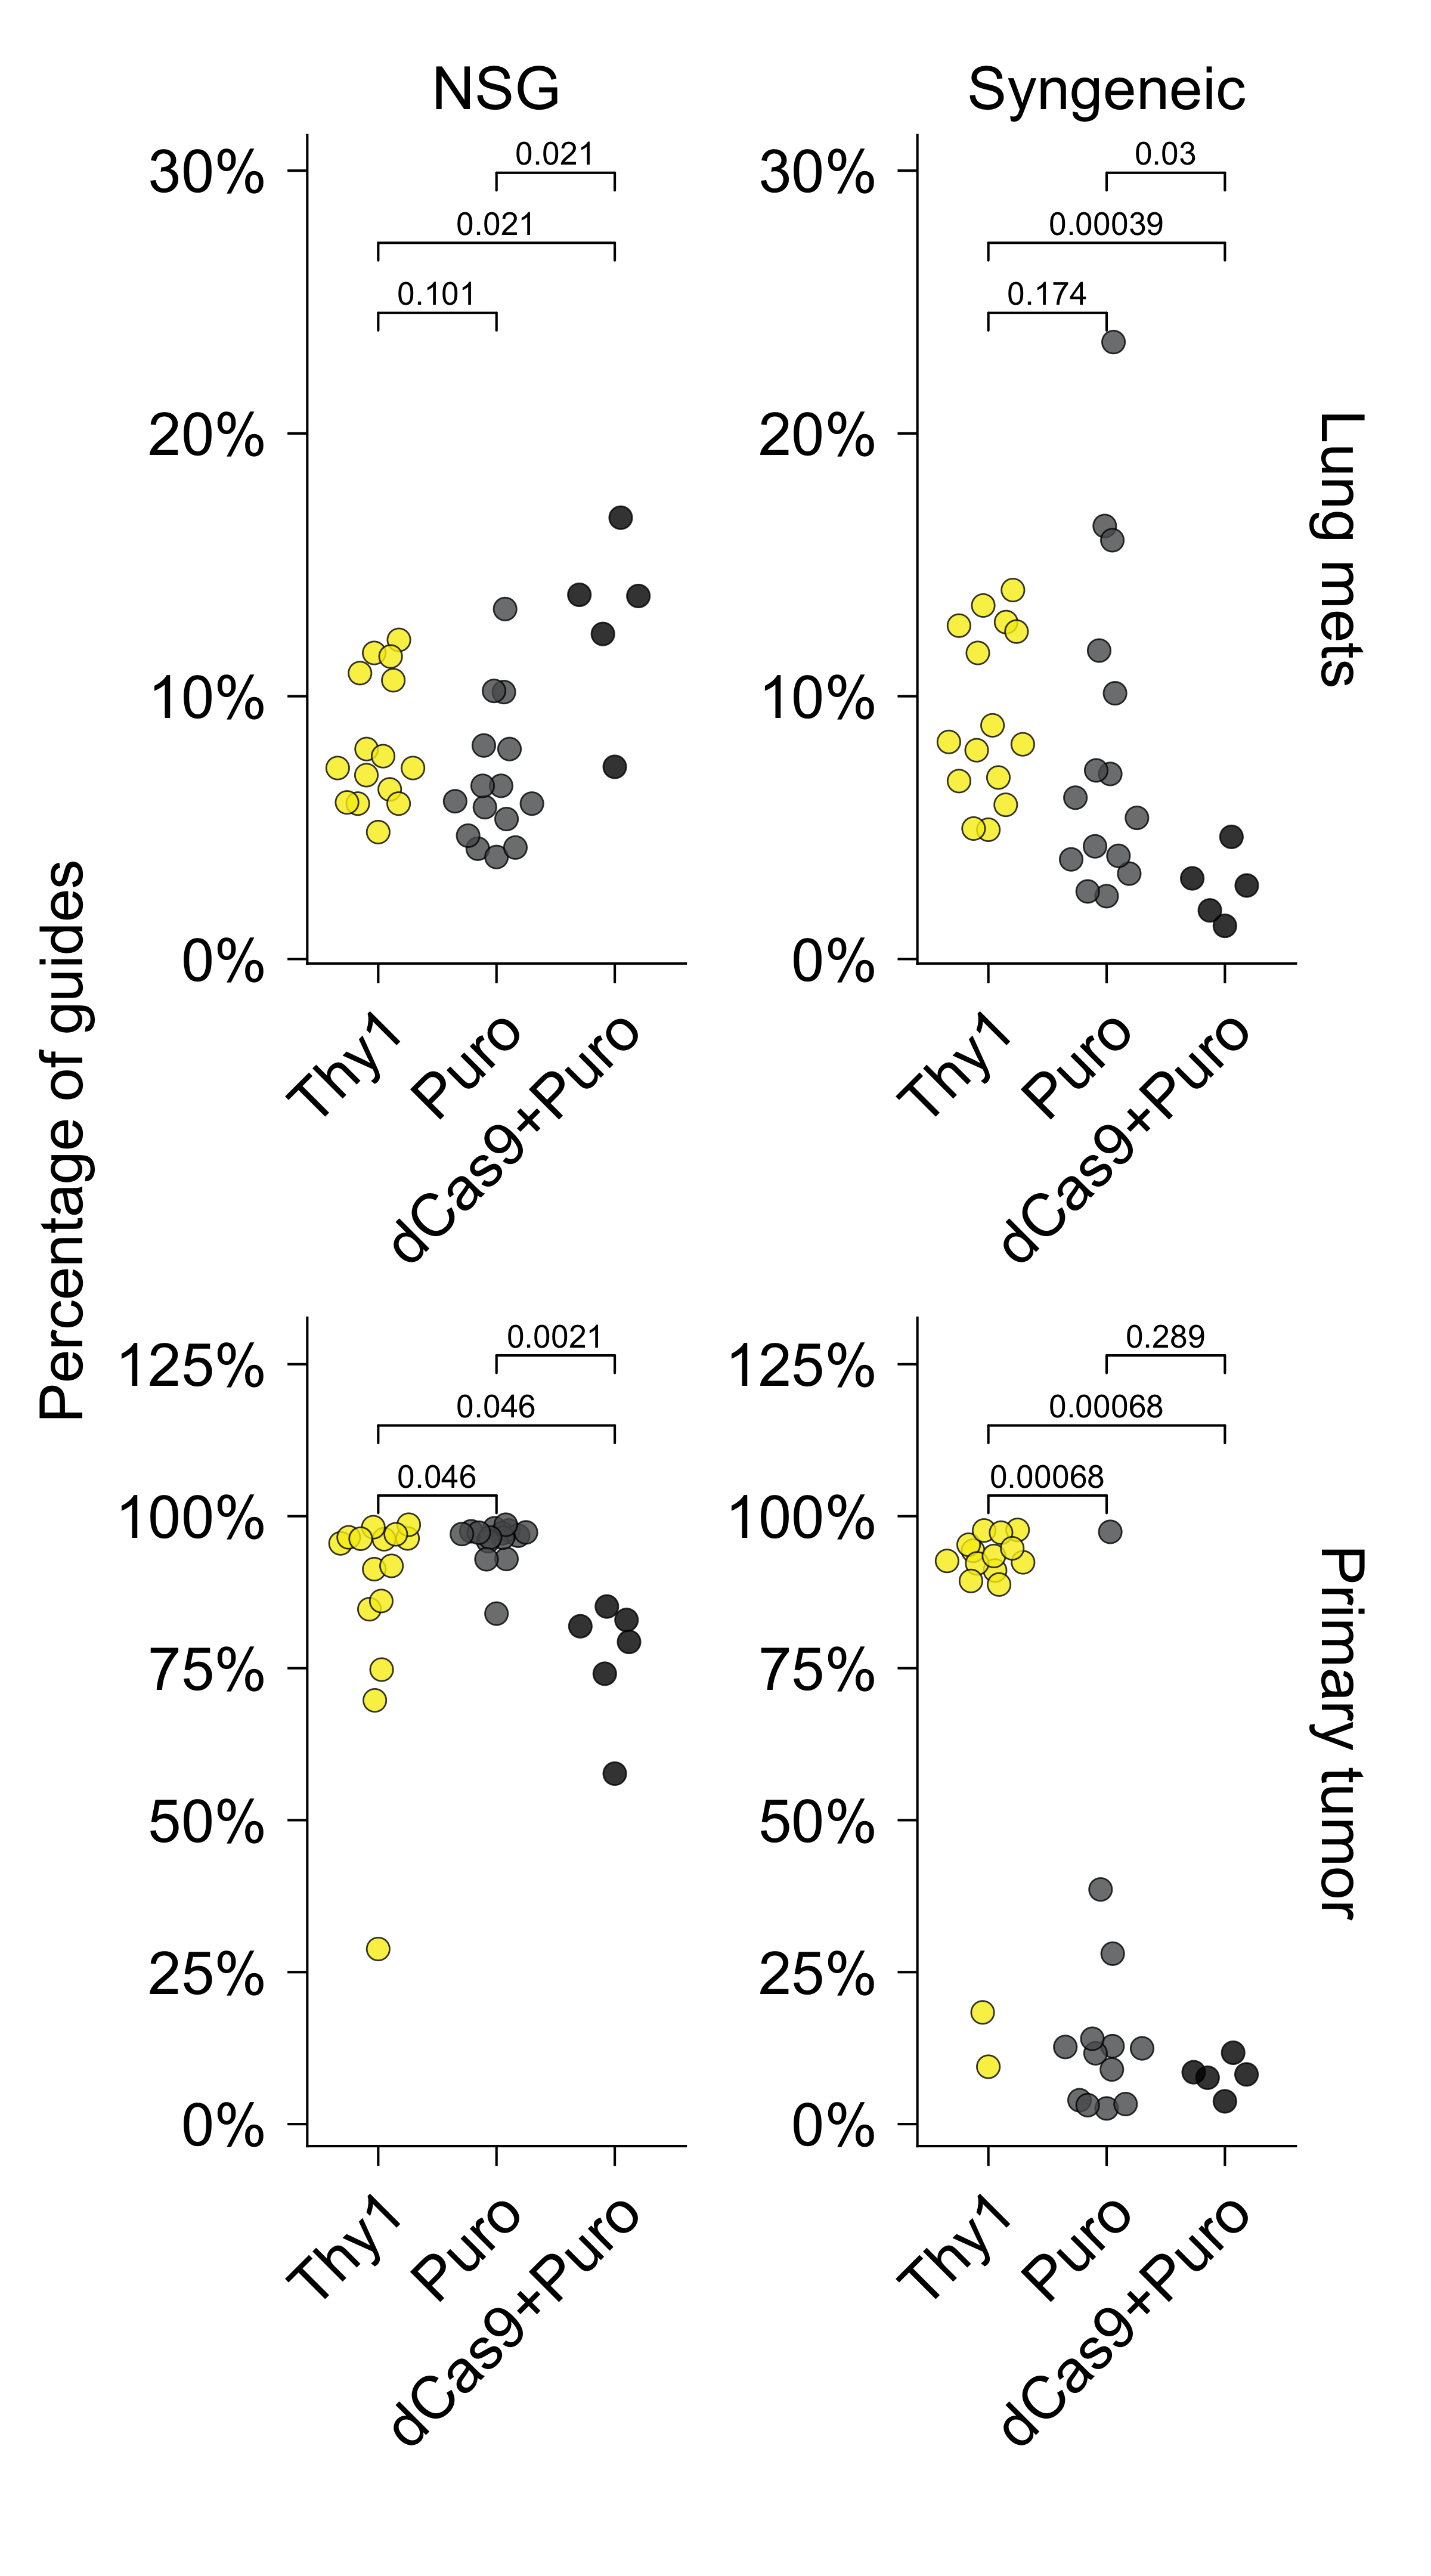 NSG
Syngeneic
30%
20%
10%
0%
0.021
0.021
0.101
Thy1
Puro
dCas9+Puro
30%
20%
10%
0%
0.03
0.00039
0.174
Thy1
Puro
dCas9+Puro
Lung mets
Percentage of guides
125%
100%
75%
50%
25%
0%
0.0021
0.046
0.046
Thy1
Puro
dCas9+Puro
125%
100%
75%
50%
25%
0%
0.289
0.00068
0.00068
Thy1
Puro
dCas9+Puro
Primary tumor